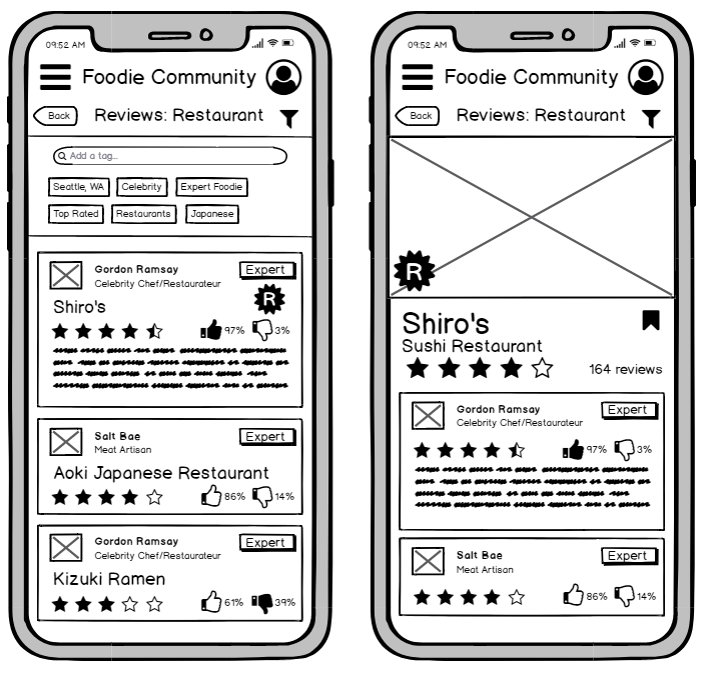 09:52 AM
Foodie Community
Back
Reviews: Restaurant
Add a tag...
Seattle, WA
Celebrity
Expert Foodie
Top Rated
Restaurants
Japanese
Gordon Ramsay
Expert
Celebrity Chef/Restaurateur
R
Shiro's
97%
3%
Salt Bae
Expert
Meat Artisan
Aoki Japanese Restaurant
86%
14%
Gordon Ramsay
Expert
Celebrity Chef/Restaurateur
Kizuki Ramen
61%
39%
09:52 AM
Foodie Community
Back
Reviews: Restaurant
R
Shiro's
Sushi Restaurant
164 reviews
Gordon Ramsay
Expert
Celebrity Chef/Restaurateur
97%
3%
Salt Bae
Expert
Meat Artisan
86%
14%